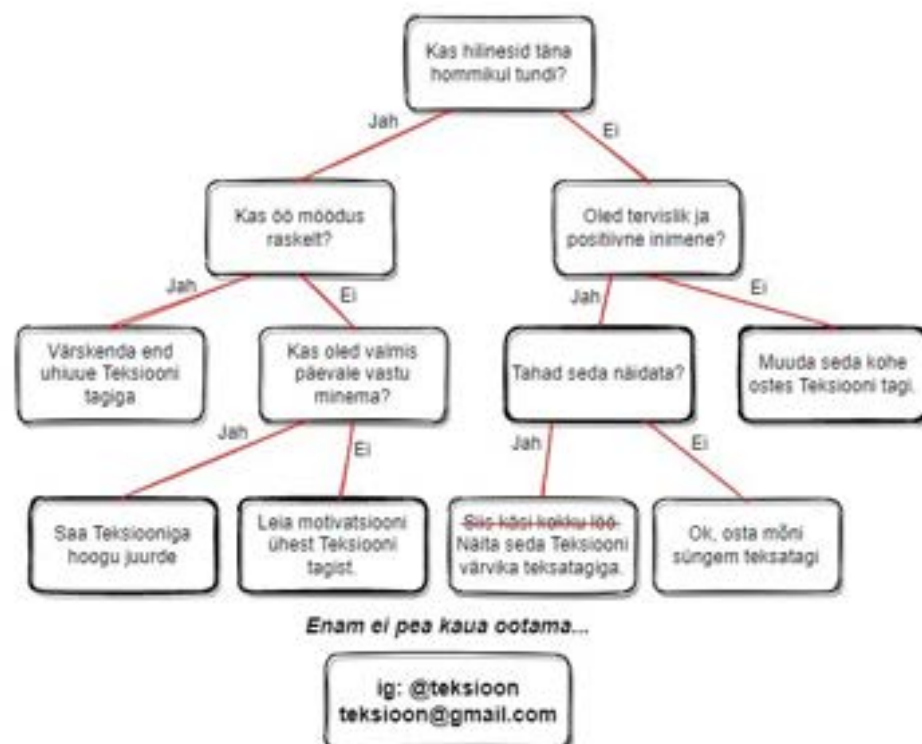 Kas hilinesid täna
hommikul tundi?
Jah
Ei
Kas öö möödus
raskelt?
Oled tervislik ja
positiivne inimene?
Jah
Ei
Jah
Ei
Värskenda end
uhiuue Teksiooni
tagiga
Kas oled valmis
päevale vastu
minema?
Tahad seda näidata?
Muuda seda kohe
ostes Teksiooni tagi.
Jah
Ei
Jah
Ei
Saa Teksiooniga
hoogu juurde
Leia motivatsiooni
ühest Teksiooni
tagist.
Siis käsi kokku löö.
Näita seda Teksiooni
värvika teksatagiga.
Ok, osta mõni
süngem teksatagi
Enam ei pea kaua ootama...
ig: @teksioon
teksioon@gmail.com